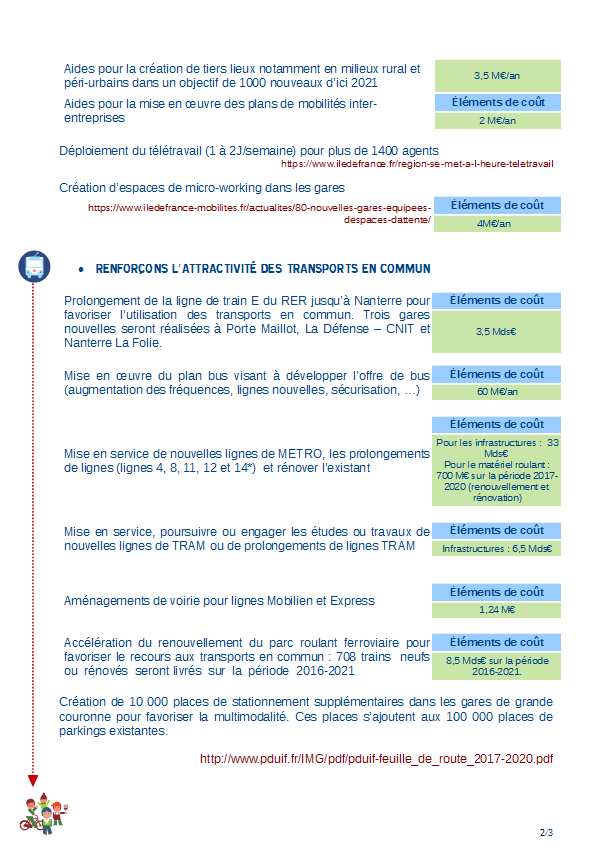 Aides pour la création de tiers lieux notamment en milieu rural et
péri-urbains dans un objectif de 1000 nouveaux d'ici 2021
3,5 M€/an
Aides pour la mise en œuvre des plans de mobilités inter-
entreprises
Éléments de coût
2 M€/an
Déploiement du télétravail (1 à 2J/semaine) pour plus de 1400 agents
https://www.iledefrance.fr/region-se-met-a-l-heure-teletravail
Création d'espaces de micro-working dans les gares
https://www.iledefrance-mobilites.fr/actualites/80-nouvelles-gares-equipees-
despaces-dattente/
Éléments de coût
4M€/an
• RENFORÇONS L'ATTRACTIVITÉ DES TRANSPORTS EN COMMUN
Prolongement de la ligne de train E du RER jusqu'à Nanterre pour
favoriser l'utilisation des transports en commun. Trois gares
nouvelles seront réalisées à Porte Maillot, La Défense – CNIT et
Nanterre La Folie.
Éléments de coût
3,5 Mds€
Mise en œuvre du plan bus visant à développer l'offre de bus
(augmentation des fréquences, lignes nouvelles, sécurisation, …)
Éléments de coût
60 M€/an
Mise en service de nouvelles lignes de METRO, les prolongements
de lignes (lignes 4, 8, 11, 12 et 14*) et rénover l'existant
Éléments de coût
Pour les infrastructures : 33
Mds€
Pour le matériel roulant :
700 M€ sur la période 2017-
2020 (renouvellement et
rénovation)
Mise en service, poursuivre ou engager les études ou travaux de
nouvelles lignes de TRAM ou de prolongements de lignes TRAM
Éléments de coût
Infrastructures : 6,5 Mds€
Aménagements de voirie pour lignes Mobilien et Express
Éléments de coût
1,24 M€
Accélération du renouvellement du parc roulant ferroviaire pour
favoriser le recours aux transports en commun : 708 trains neufs
ou rénovés seront livrés sur la période 2016-2021
Éléments de coût
8,5 Mds€ sur la période
2016-2021.
Création de 10 000 places de stationnement supplémentaires dans les gares de grande
couronne pour favoriser la multimodalité. Ces places s'ajoutent aux 100 000 places de
parkings existantes.
http://www.pduif.fr/IMG/pdf/pduif-feuille_de_route_2017-2020.pdf
2/3